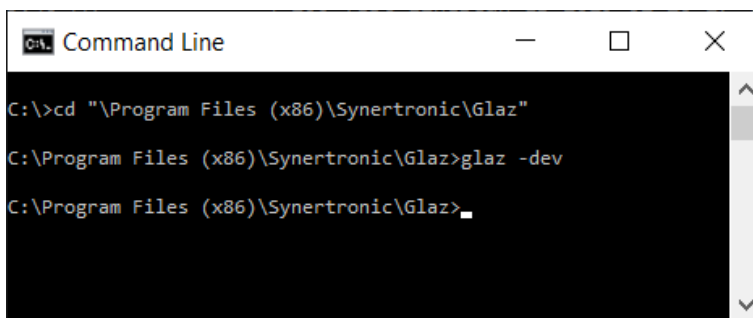 C:\. Command Line
C:\>cd "\Program Files (x86)\Synertronic\Glaz"
C:\Program Files (x86)\Synertronic\Glaz>glaz -dev
C:\Program Files (x86)\Synertronic\Glaz>